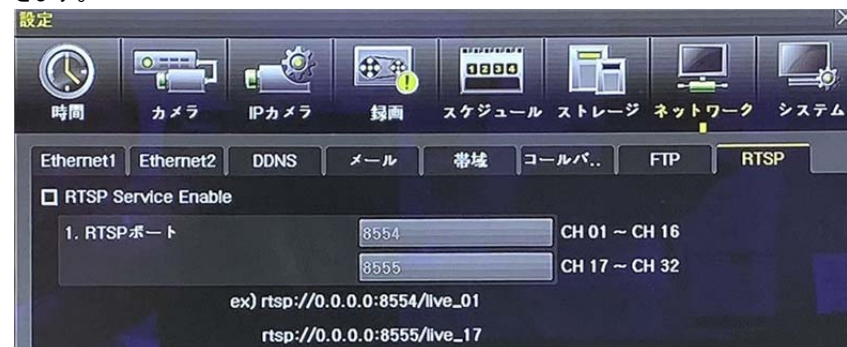 設定
時間 カメラ IPカメラ 録画 スケジュール ストレージ ネットワーク システム
Ethernet1 Ethernet2 DDNS メール 帯域 コールバ.. FTP RTSP
RTSP Service Enable
1. RTSPポート 8554 CH 01 ~ CH 16
8555 CH 17 ~ CH 32
ex) rtsp://0.0.0.0:8554/live_01
rtsp://0.0.0.0:8555/live_17